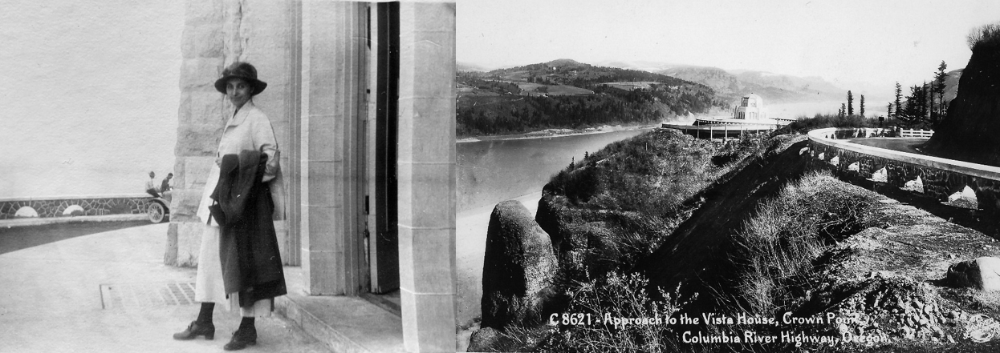 C 8621 - Approach to the Vista House, Crown Point,
Columbia River Highway, Oregon.